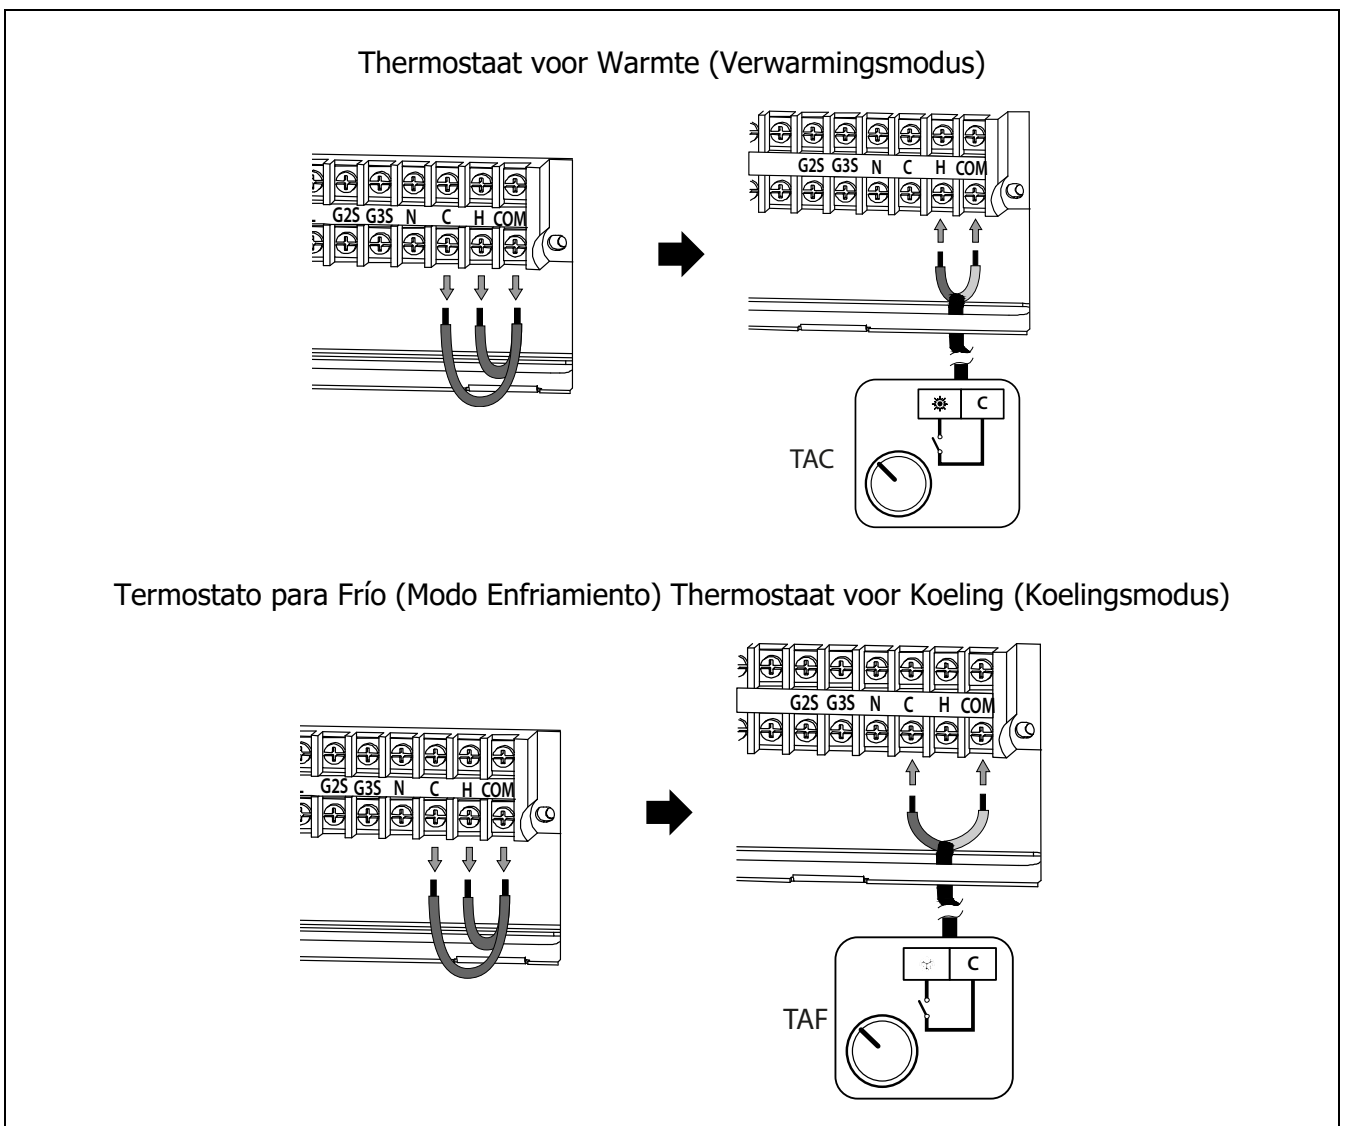 Thermostaat voor Warmte (Verwarmingsmodus)
G2S G3S N C H COM
L G2S G3S N C H COM
C
TAC
Termostato para Frío (Modo Enfriamiento) Thermostaat voor Koeling (Koelingsmodus)
G2S G3S N C H COM
L G2S G3S N C H COM
C
TAF